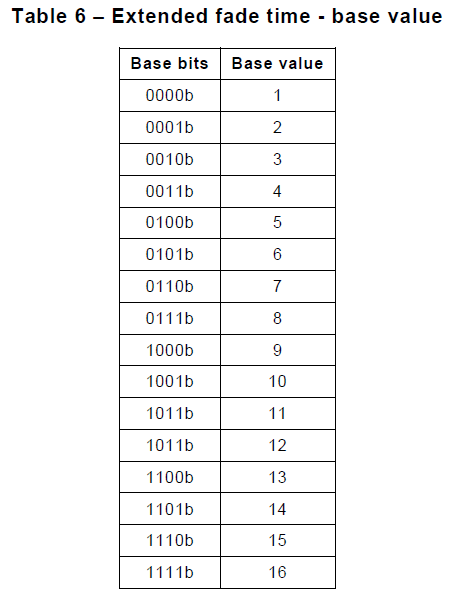 Table 6 – Extended fade time - base value
Base bits Base value
0000b 1
0001b 2
0010b 3
0011b 4
0100b 5
0101b 6
0110b 7
0111b 8
1000b 9
1001b 10
1011b 11
1011b 12
1100b 13
1101b 14
1110b 15
1111b 16